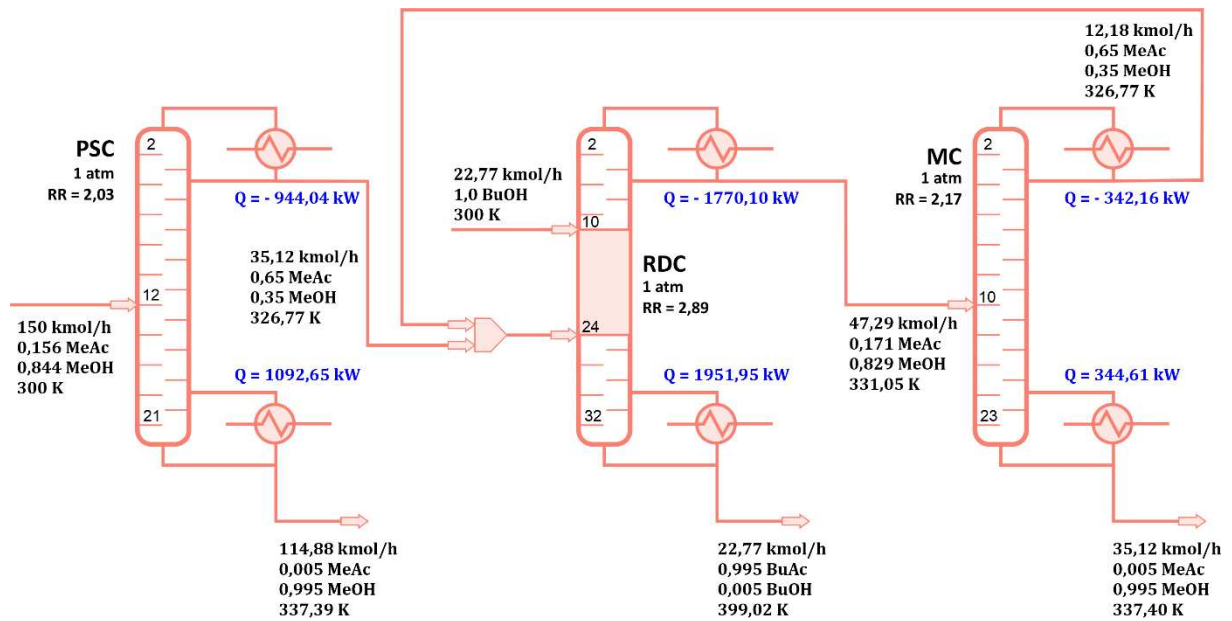 12,18 kmol/h
0,65 MeAc
0,35 MeOH
326,77 K
PSC
1 atm
RR = 2,03
2
12
21
Q = - 944,04 kW
150 kmol/h
0,156 MeAc
0,844 MeOH
300 K
35,12 kmol/h
0,65 MeAc
0,35 MeOH
326,77 K
Q = 1092,65 kW
114,88 kmol/h
0,005 MeAc
0,995 MeOH
337,39 K
22,77 kmol/h
1,0 BuOH
300 K
2
10
24
32
RDC
1 atm
RR = 2,89
Q = - 1770,10 kW
Q = 1951,95 kW
22,77 kmol/h
0,995 BuAc
0,005 BuOH
399,02 K
47,29 kmol/h
0,171 MeAc
0,829 MeOH
331,05 K
MC
1 atm
RR = 2,17
2
10
23
Q = - 342,16 kW
Q = 344,61 kW
35,12 kmol/h
0,005 MeAc
0,995 MeOH
337,40 K